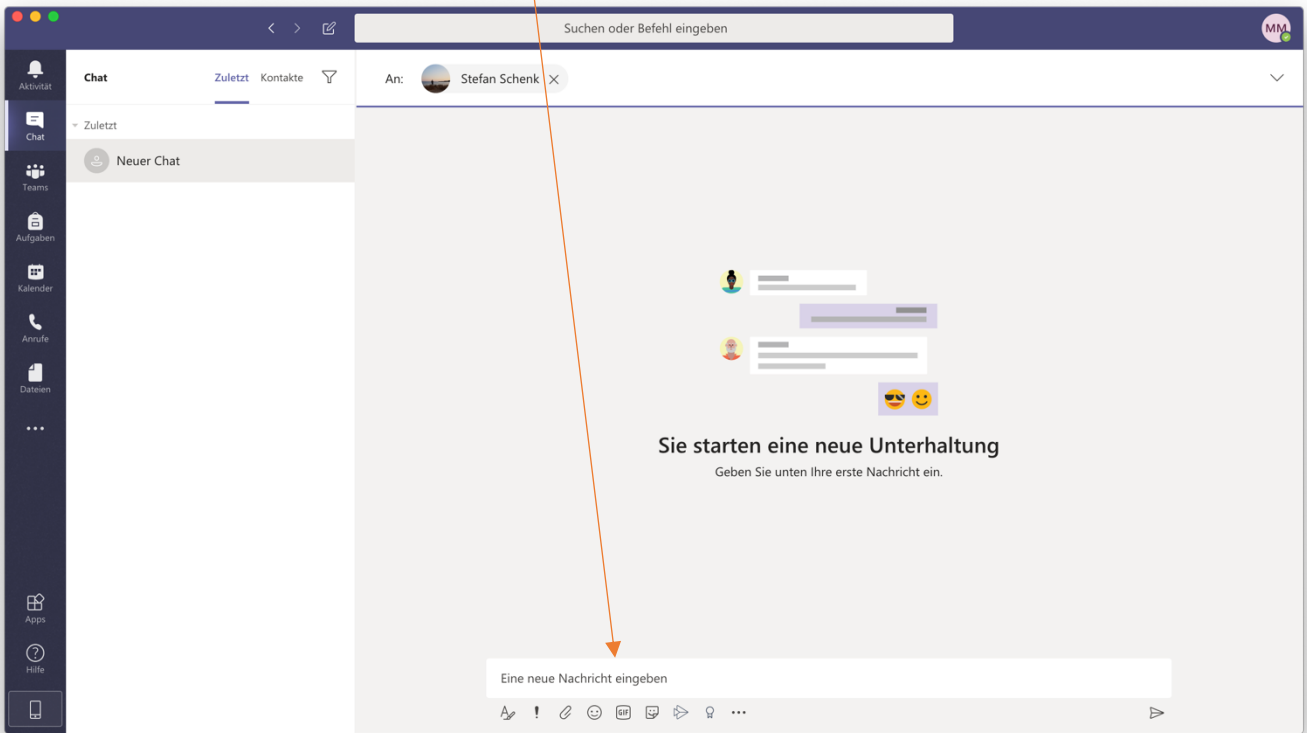 Suchen oder Befehl eingeben
MM
Aktivität
Chat
Teams
Aufgaben
Kalender
Anrufe
Dateien
Apps
Hilfe
Chat
Zuletzt
Kontakte
Zuletzt
Neuer Chat
An:
Stefan Schenk
Sie starten eine neue Unterhaltung
Geben Sie unten Ihre erste Nachricht ein.
Eine neue Nachricht eingeben
GIF